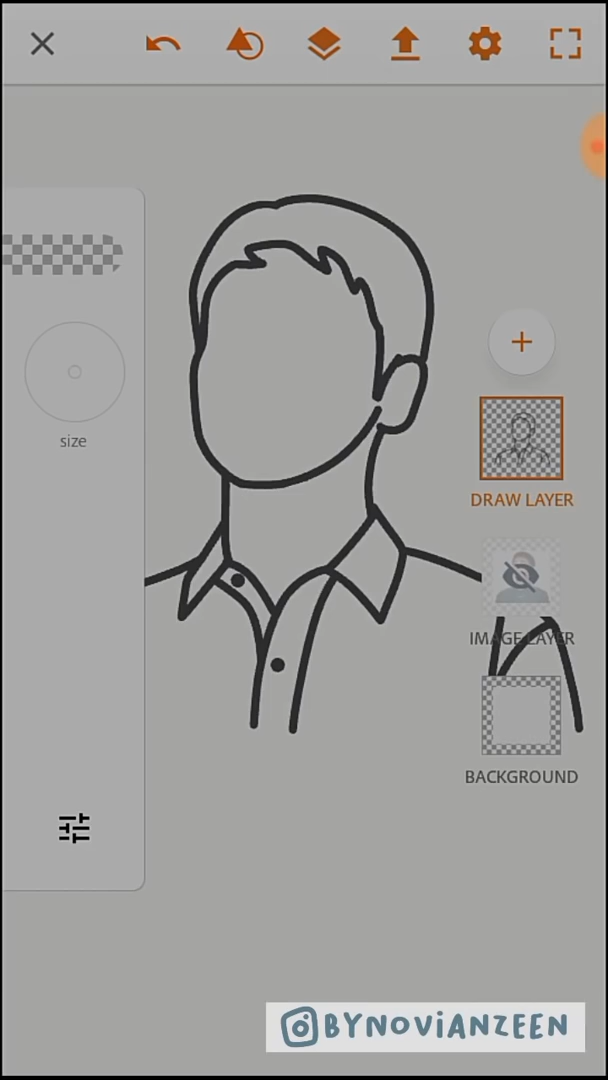 size
DRAW LAYER
IMAGE LAYER
BACKGROUND
BYNOVIANZEEN